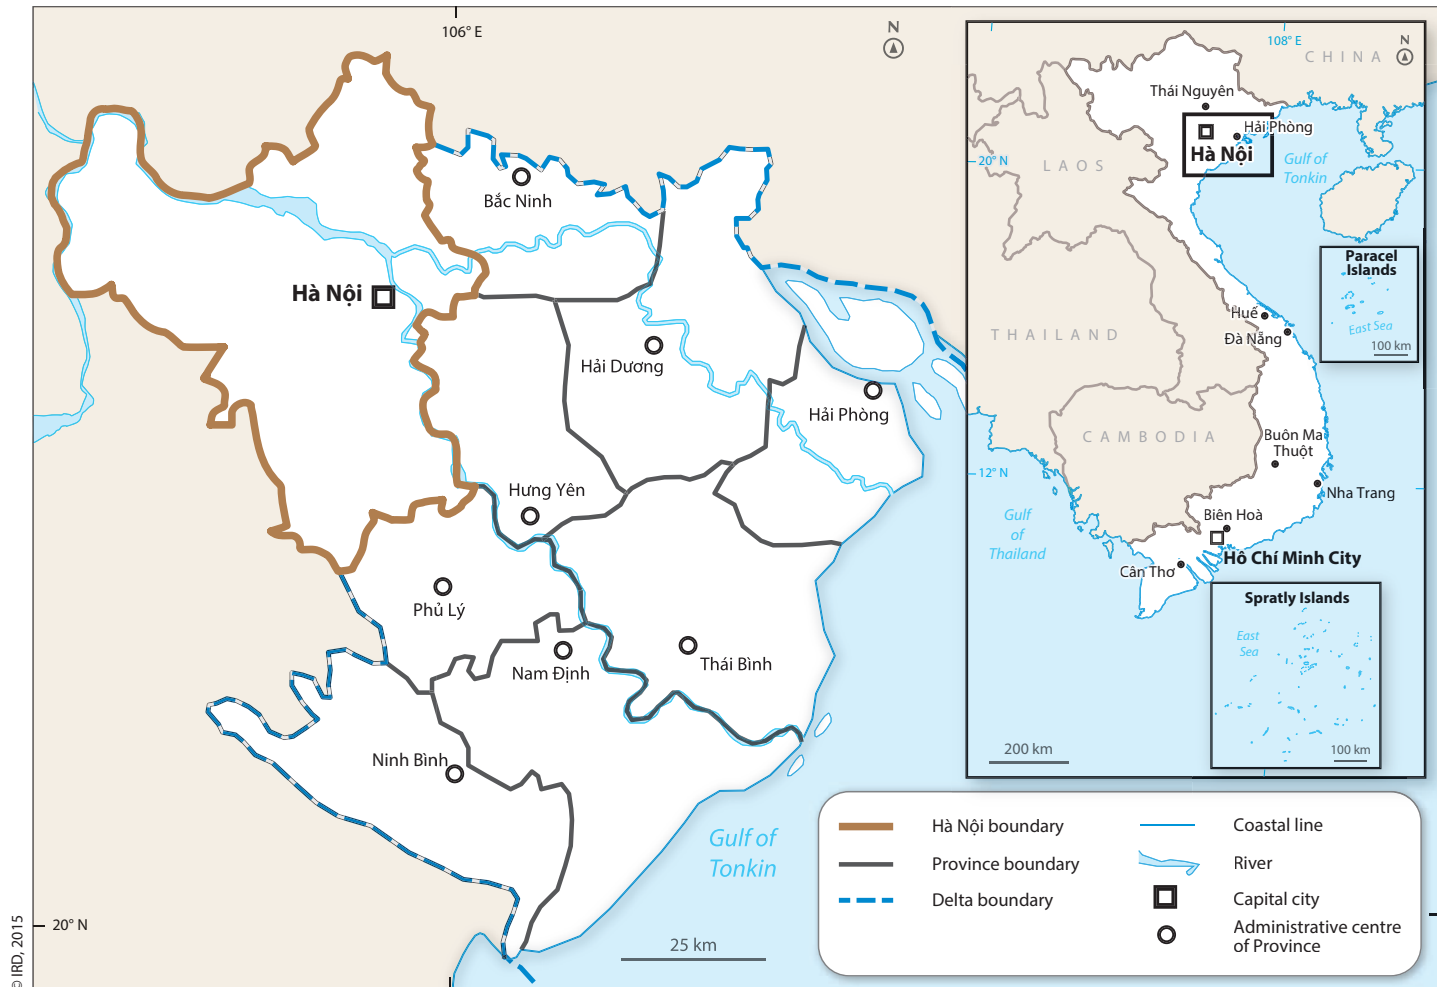 106° E
N
Bắc Ninh
Hà Nội
Hải Dương
Hải Phòng
Hưng Yên
Phủ Lý
Nam Định
Thái Bình
Ninh Bình
Gulf of
Tonkin
20° N
25 km
© IRD, 2015
108° E
N
CHINA
Thái Nguyên
Hải Phòng
Hà Nội
20° N
Gulf of
Tonkin
LAOS
Paracel
Islands
East Sea
100 km
Huế
Đà Nẵng
THAILAND
CAMBODIA
Buôn Ma
Thuột
12° N
Nha Trang
Gulf
of
Thailand
Biên Hoà
Hô Chí Minh City
Cân Thơ
Spratly Islands
East
Sea
100 km
200 km
Hà Nội boundary
Province boundary
Delta boundary
Coastal line
River
Capital city
Administrative centre
of Province